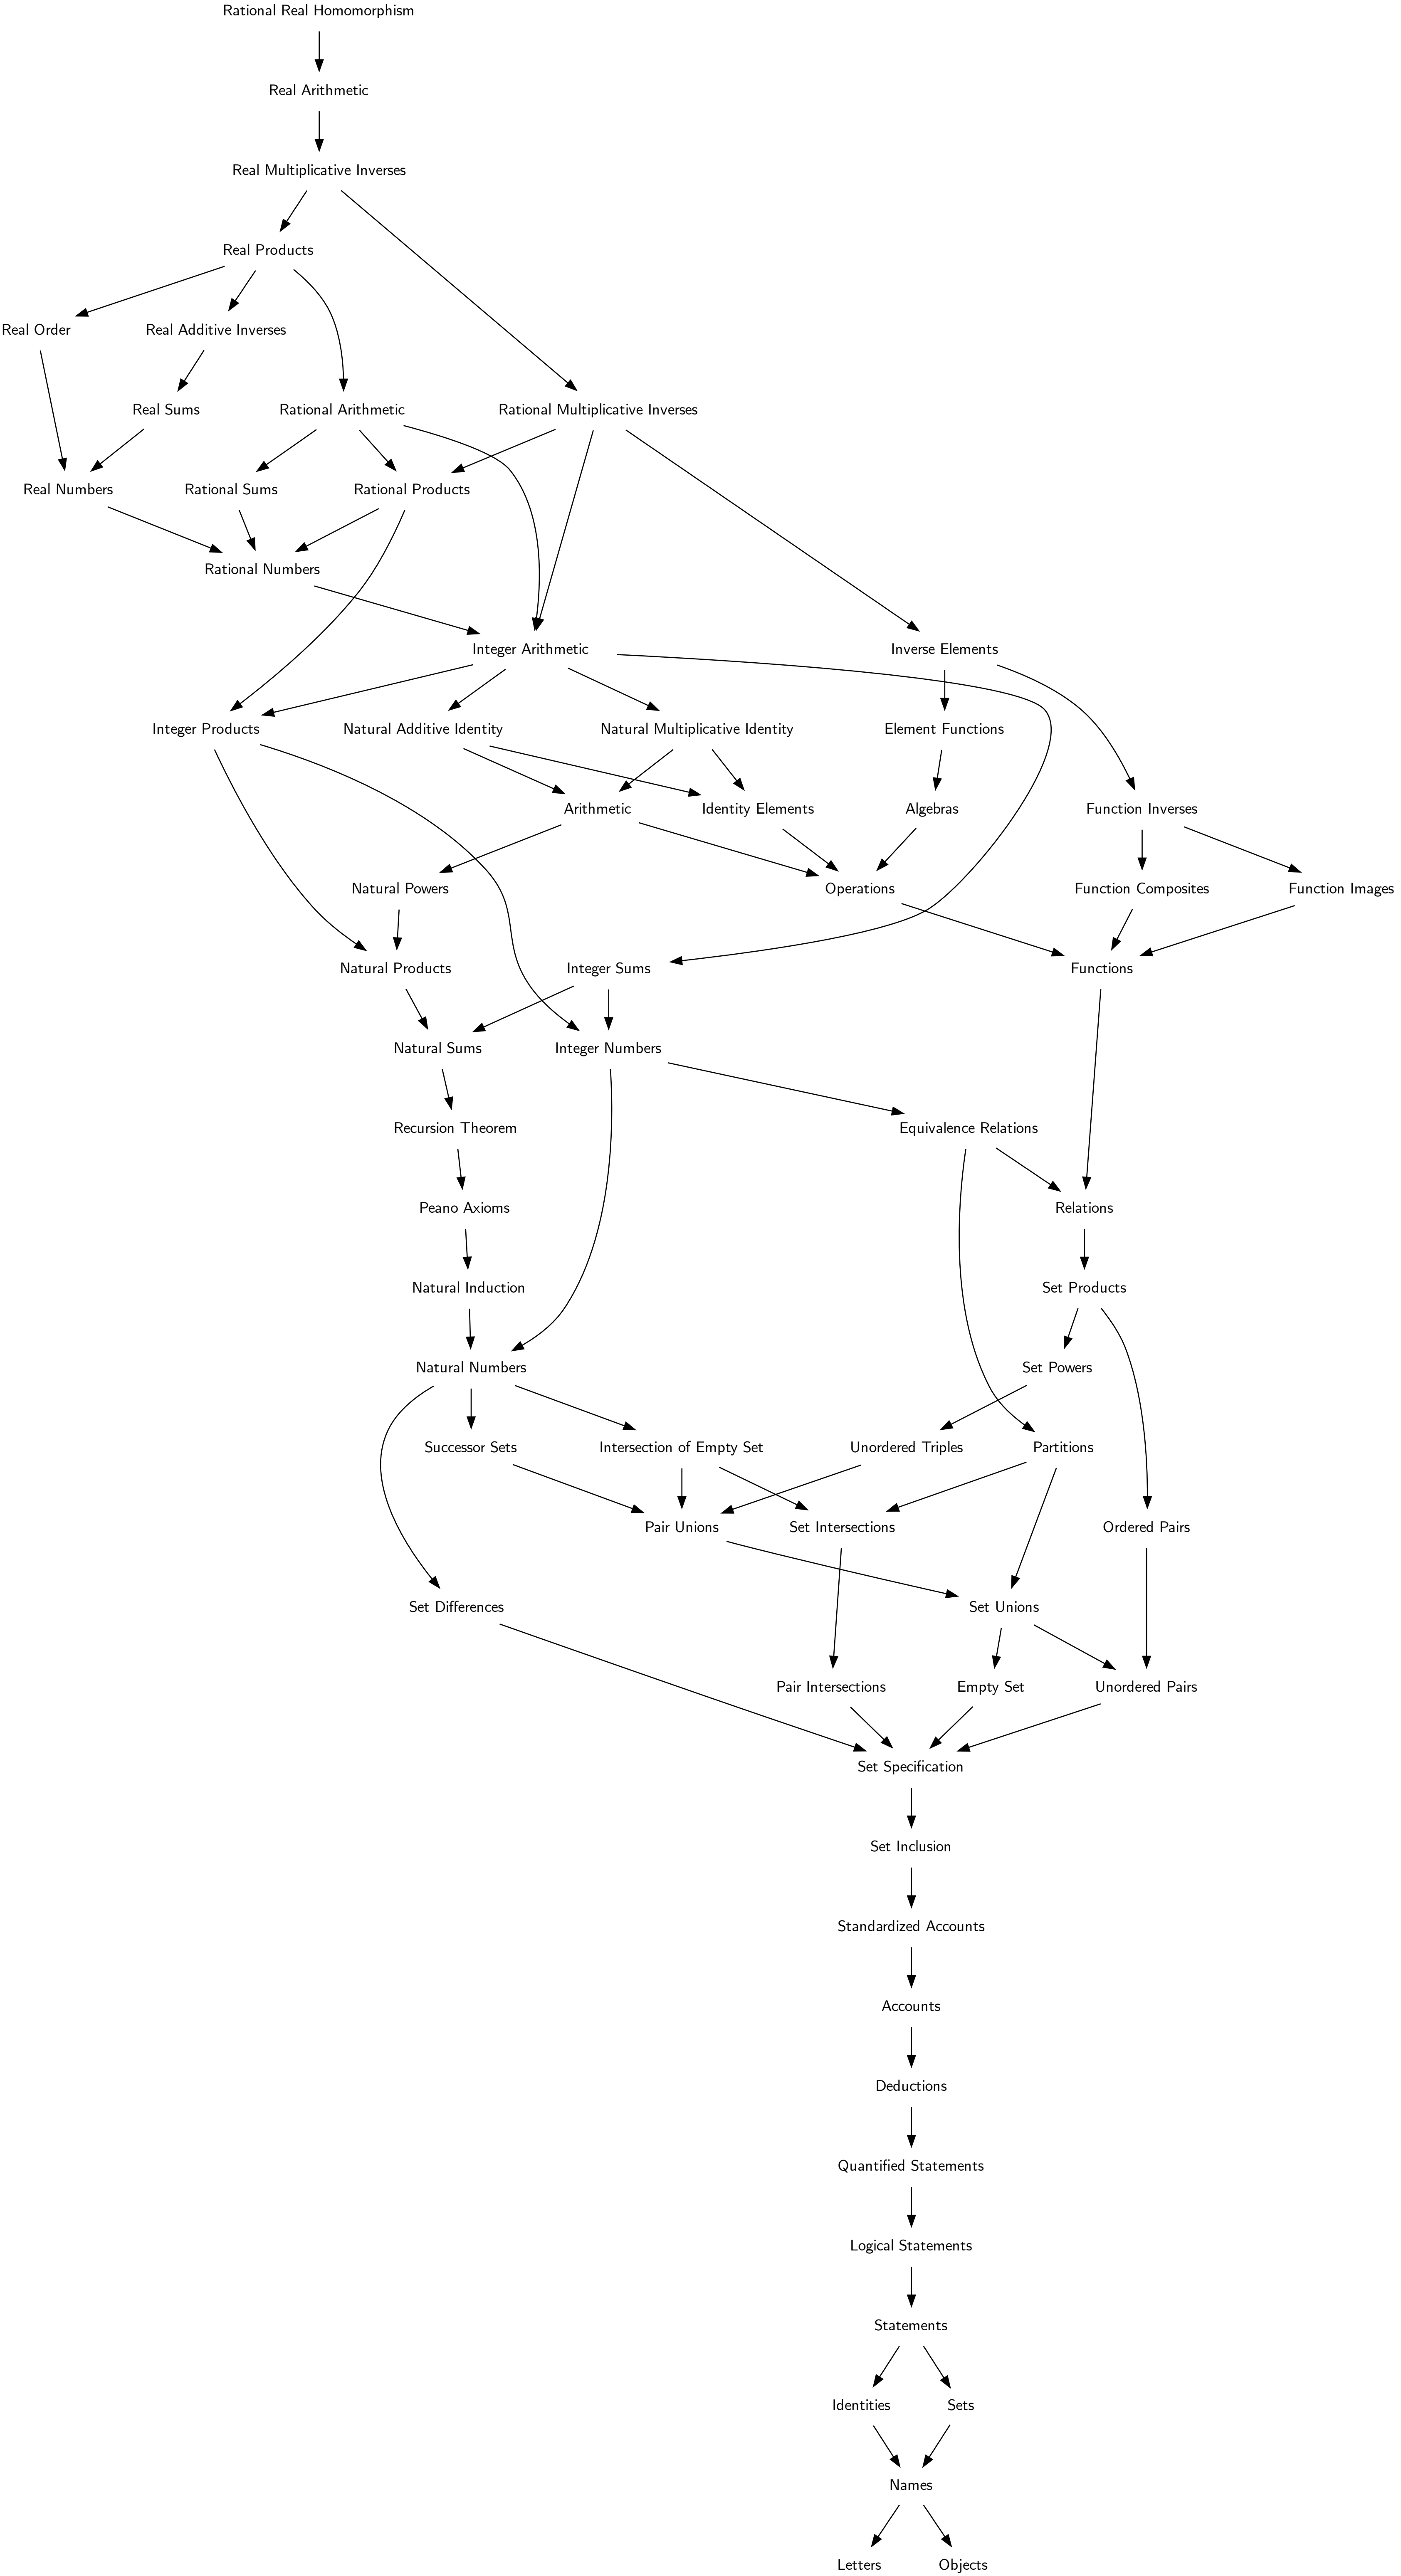 Rational Real Homomorphism
Real Arithmetic
Real Multiplicative Inverses
Real Products
Real Order
Real Additive Inverses
Real Sums
Rational Arithmetic
Rational Multiplicative Inverses
Real Numbers
Rational Sums
Rational Products
Rational Numbers
Integer Arithmetic
Inverse Elements
Integer Products
Natural Additive Identity
Natural Multiplicative Identity
Element Functions
Arithmetic
Identity Elements
Algebras
Function Inverses
Natural Powers
Operations
Function Composites
Function Images
Natural Products
Integer Sums
Functions
Natural Sums
Integer Numbers
Recursion Theorem
Equivalence Relations
Peano Axioms
Relations
Natural Induction
Set Products
Natural Numbers
Set Powers
Successor Sets
Intersection of Empty Set
Unordered Triples
Partitions
Pair Unions
Set Intersections
Ordered Pairs
Set Differences
Set Unions
Pair Intersections
Empty Set
Unordered Pairs
Set Specification
Set Inclusion
Standardized Accounts
Accounts
Deductions
Quantified Statements
Logical Statements
Statements
Identities
Sets
Names
Letters
Objects